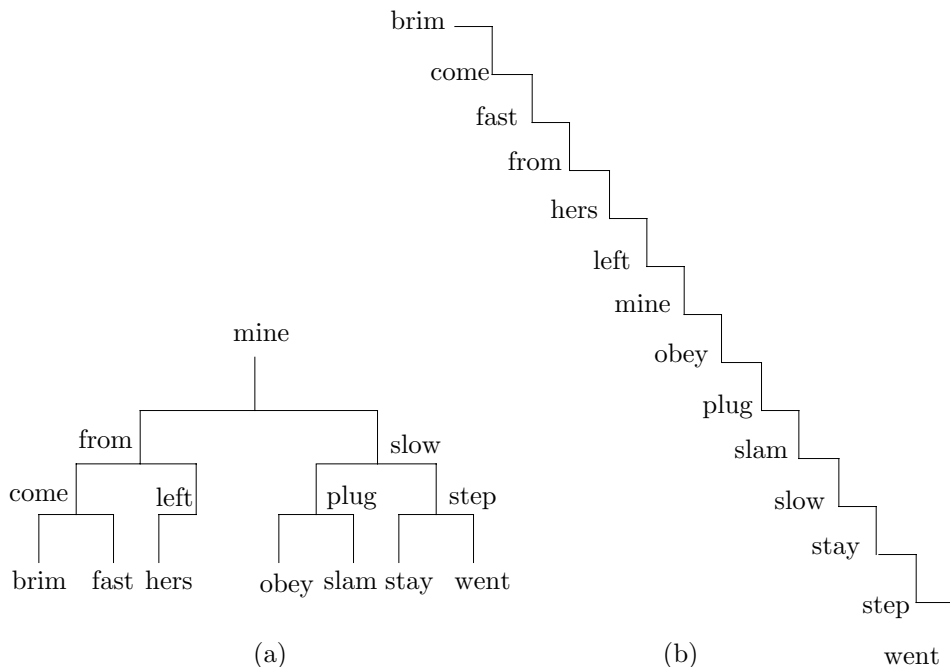 brim
come
fast
from
hers
left
mine
obey
plug
slam
slow
stay
step
went
mine
from slow
come left plug step
brim fast hers obey slam stay went
(a) (b)